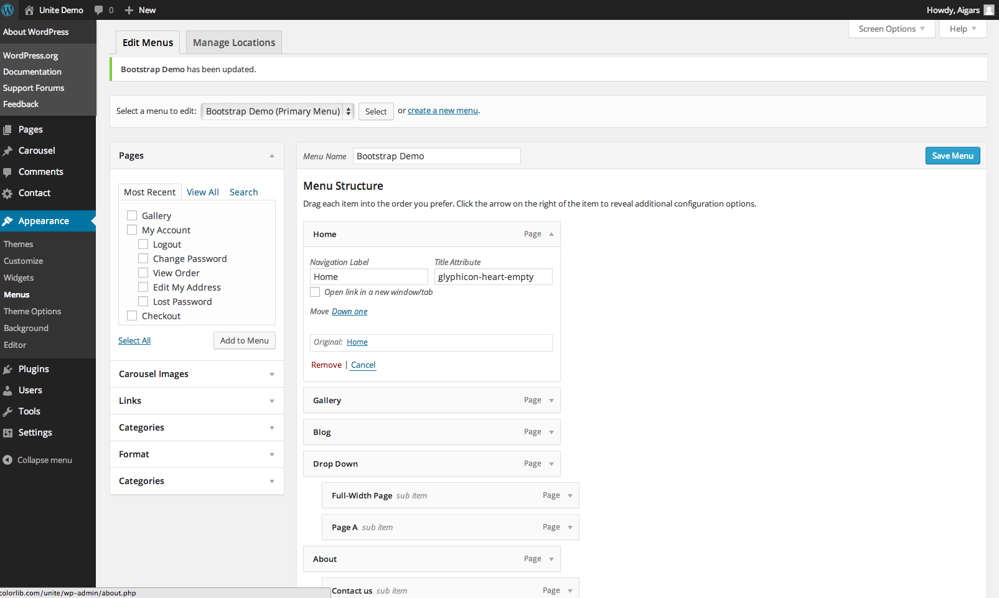 Unite Demo 0 New Howdy, Aigars
About WordPress
WordPress.org
Documentation
Support Forums
Feedback
Pages
Carousel
Comments
Contact
Appearance
Themes
Customize
Widgets
Menus
Theme Options
Background
Editor
Plugins
Users
Tools
Settings
Collapse menu
Screen Options Help
Edit Menus Manage Locations
Bootstrap Demo has been updated.
Select a menu to edit: Bootstrap Demo (Primary Menu) Select or create a new menu.
Pages
Most Recent View All Search
Gallery
My Account
Logout
Change Password
View Order
Edit My Address
Lost Password
Checkout
Select All Add to Menu
Carousel Images
Links
Categories
Format
Categories
Menu Name Bootstrap Demo Save Menu
Menu Structure
Drag each item into the order you prefer. Click the arrow on the right of the item to reveal additional configuration options.
Home Page
Navigation Label Title Attribute
Home glyphicon-heart-empty
Open link in a new window/tab
Move Down one
Original: Home
Remove | Cancel
Gallery Page
Blog Page
Drop Down Page
Full-Width Page sub item Page
Page A sub item Page
About Page
Contact us sub item Page
colorlib.com/unite/wp-admin/about.php